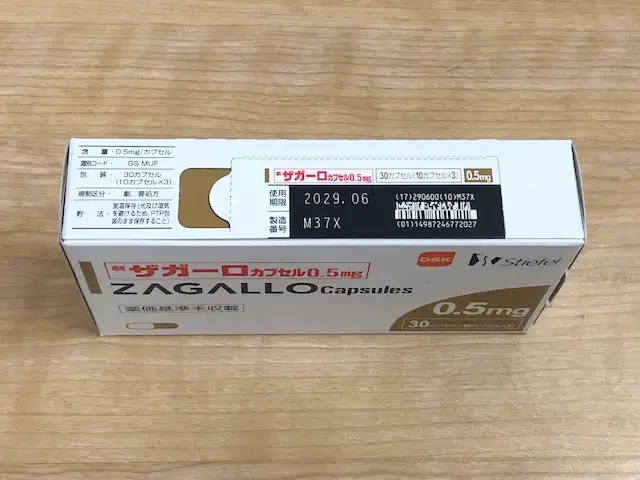 含量:0.5mg/カプセル
識別コード:GS MUF
包装:30カプセル
(10カプセル×3)
規制区分:劇、要処方
貯法:室温保存(光及び湿気
を避けるため、PTP包
装のまま保存すること)
劇 ザガーロカプセル0.5mg 30カプセル(10カプセル×3) 0.5mg
使用
期限 2029.06
製造
番号 M37X
(17)290600(10)M37X
(01)14987246772027
劇 ザガーロカプセル0.5mg
ZAGALLO Capsules
薬価基準未収載
GSK Stiefel
0.5mg
30カプセル(10カプセル×3)